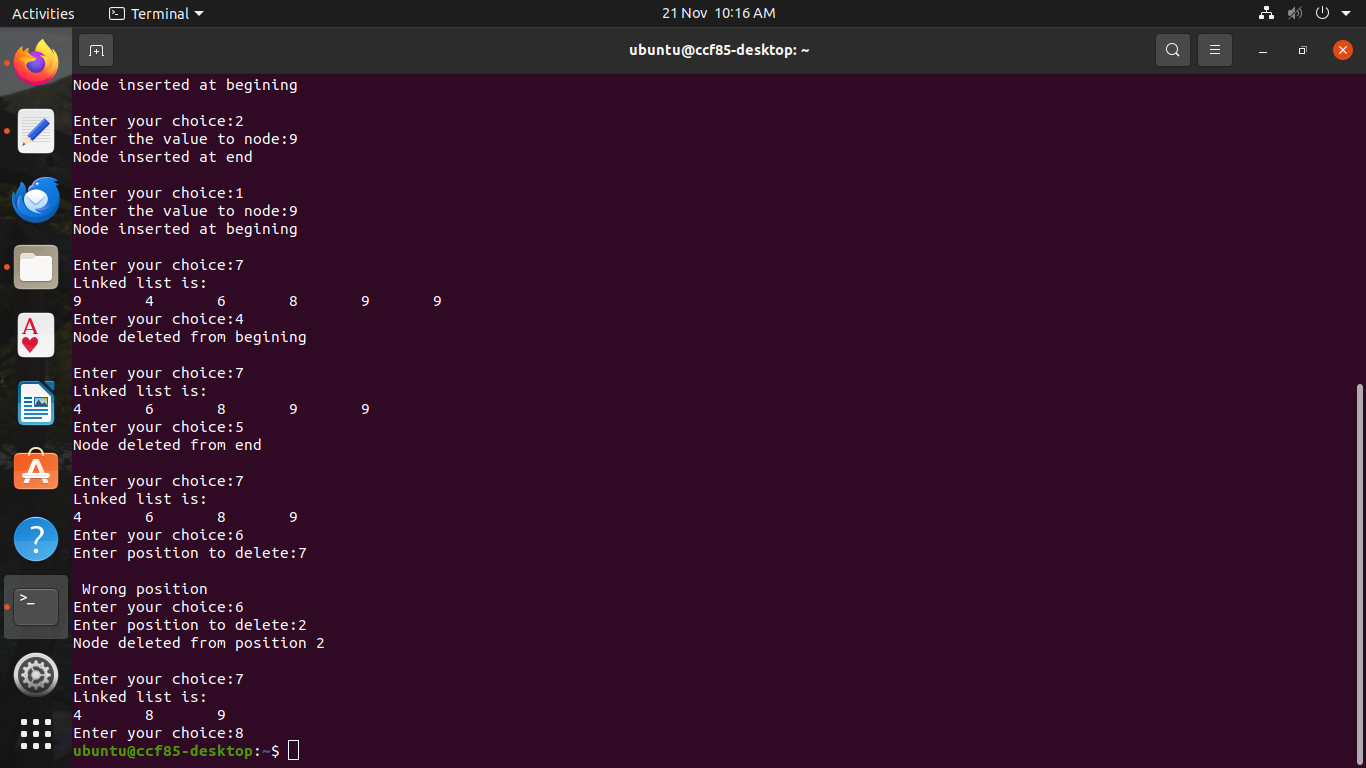 Activities Terminal 21 Nov 10:16 AM
ubuntu@ccf85-desktop: ~
Node inserted at begining
Enter your choice:2
Enter the value to node:9
Node inserted at end
Enter your choice:1
Enter the value to node:9
Node inserted at begining
Enter your choice:7
Linked list is:
9 4 6 8 9 9
Enter your choice:4
Node deleted from begining
Enter your choice:7
Linked list is:
4 6 8 9 9
Enter your choice:5
Node deleted from end
Enter your choice:7
Linked list is:
4 6 8 9
Enter your choice:6
Enter position to delete:7
Wrong position
Enter your choice:6
Enter position to delete:2
Node deleted from position 2
Enter your choice:7
Linked list is:
4 8 9
Enter your choice:8
ubuntu@ccf85-desktop:~$
A
?
>_